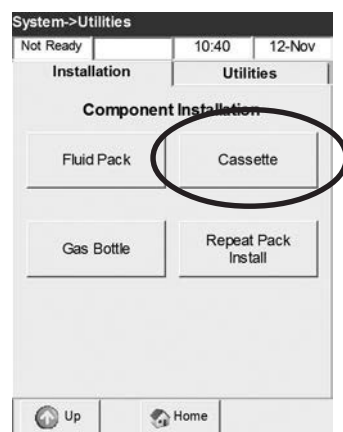 System->Utilities
Not Ready 10:40 12-Nov
Installation Utilities
Component Installation
Fluid Pack Cassette
Gas Bottle Repeat Pack
Install
Up Home